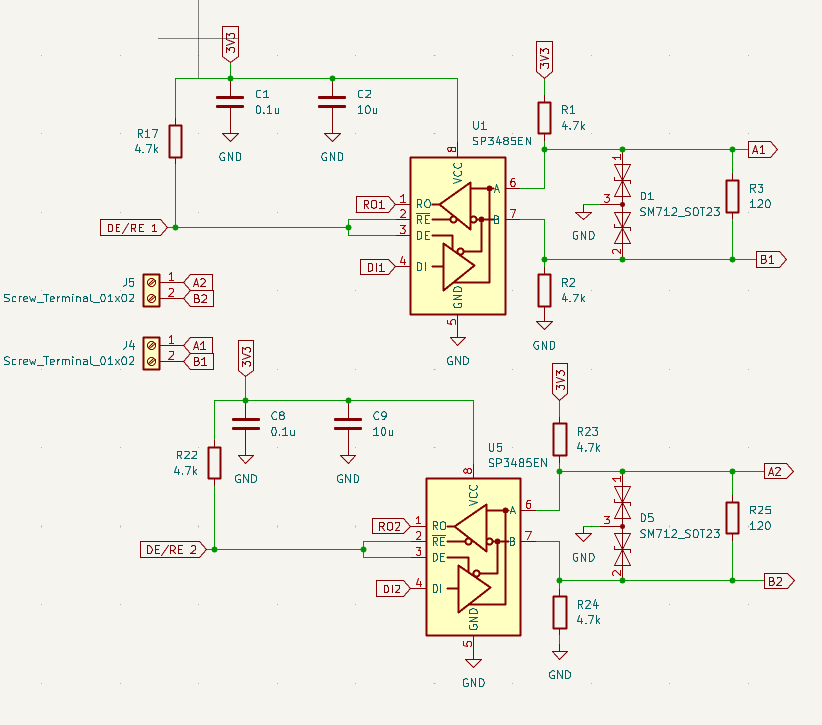 3V3
C1
0.1u
GND
C2
10u
GND
R17
4.7k
DE/RE 1
U1
SP3485EN
8
VCC
RO1
1
RO
2
RE
3
DE
DI1
4
DI
A
6
B
7
GND
5
GND
3V3
R1
4.7k
A1
1
3
GND
D1
SM712_SOT23
2
R3
120
B1
R2
4.7k
GND
J5
Screw_Terminal_01x02
1
A2
2
B2
J4
Screw_Terminal_01x02
1
A1
2
B1
3V3
C8
0.1u
GND
C9
10u
GND
R22
4.7k
DE/RE 2
U5
SP3485EN
8
VCC
RO2
1
RO
2
RE
3
DE
DI2
4
DI
A
6
B
7
GND
5
GND
3V3
R23
4.7k
A2
1
3
GND
D5
SM712_SOT23
2
R25
120
B2
R24
4.7k
GND